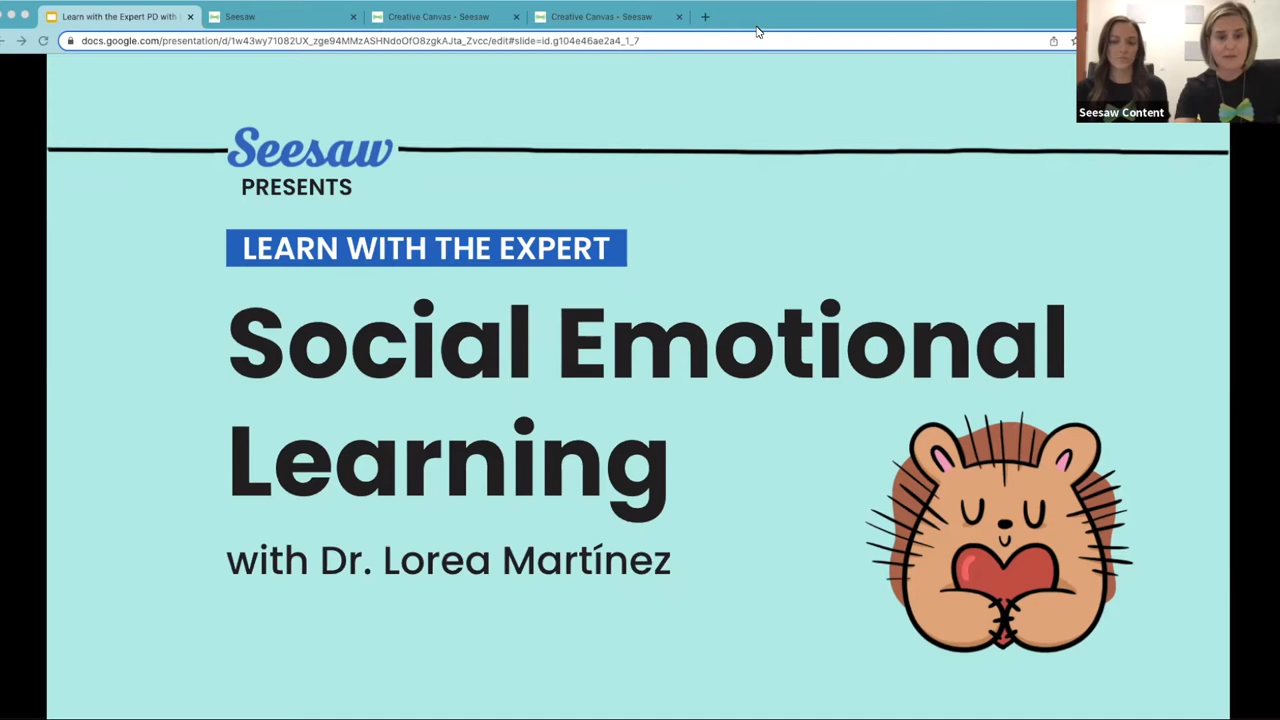 Learn with the Expert PD with
Seesaw
Creative Canvas - Seesaw
Creative Canvas - Seesaw
docs.google.com/presentation/d/1w43wy71082UX_zge94MMzASHNdoOfO8zgkAJta_Zvcc/edit#slide=id.g104e46ae2a4_1_7
Seesaw Content
Seesaw
PRESENTS
LEARN WITH THE EXPERT
Social Emotional
Learning
with Dr. Lorea Martínez